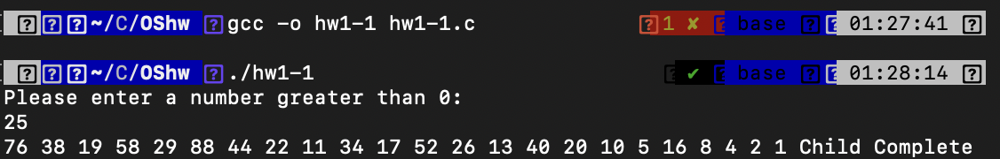 ~/C/OShw gcc -o hw1-1 hw1-1.c 1 ✘ base 01:27:41
~/C/OShw ./hw1-1 ✔ base 01:28:14
Please enter a number greater than 0:
25
76 38 19 58 29 88 44 22 11 34 17 52 26 13 40 20 10 5 16 8 4 2 1 Child Complete